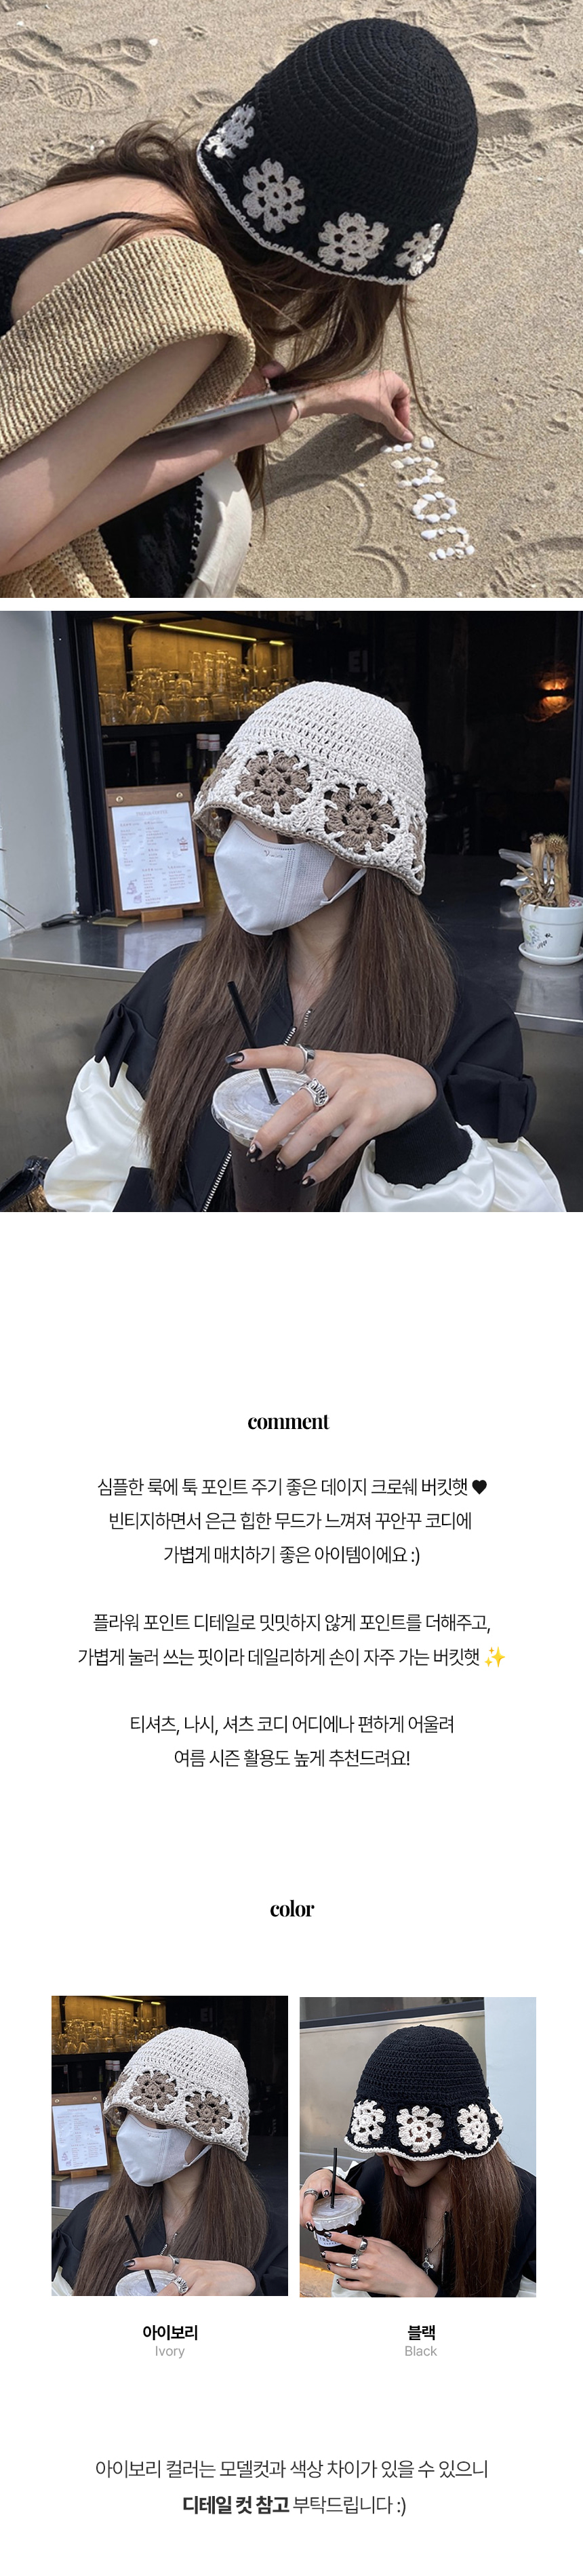 comment
심플한 룩에 툭 포인트 주기 좋은 데이지 크로쉐 버킷햇 ♥
빈티지하면서 은근 힙한 무드가 느껴져 꾸안꾸 코디에
가볍게 매치하기 좋은 아이템이에요 :)
플라워 포인트 디테일로 밋밋하지 않게 포인트를 더해주고,
가볍게 눌러 쓰는 핏이라 데일리하게 손이 자주 가는 버킷햇 ✨
티셔츠, 나시, 셔츠 코디 어디에나 편하게 어울려
여름 시즌 활용도 높게 추천드려요!
color
아이보리
Ivory
블랙
Black
아이보리 컬러는 모델컷과 색상 차이가 있을 수 있으니
디테일 컷 참고 부탁드립니다 :)